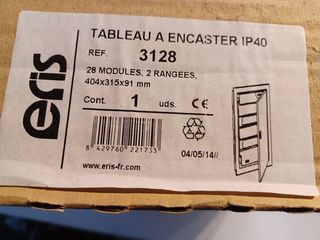 eris
TABLEAU A ENCASTER IP40
REF. 3128
28 MODULES, 2 RANGEES,
404x315x91 mm
Cont. 1 uds. CE
8 429760 221753
www.eris-fr.com
04/05/14//